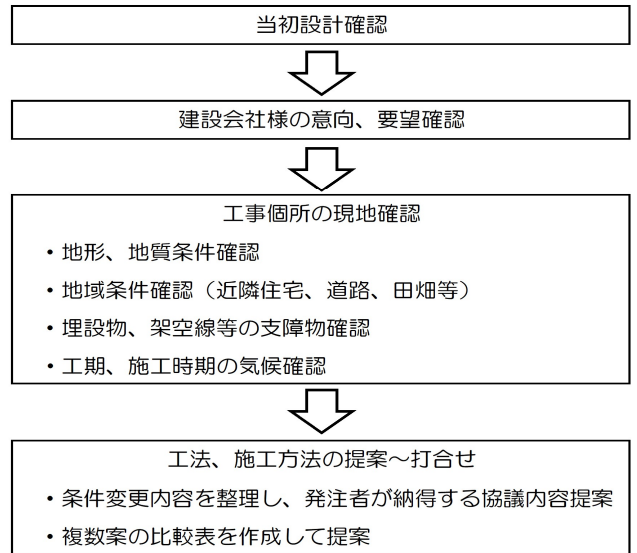 当初設計確認
建設会社様の意向、要望確認
工事個所の現地確認
・地形、地質条件確認
・地域条件確認（近隣住宅、道路、田畑等）
・埋設物、架空線等の支障物確認
・工期、施工時期の気候確認
工法、施工方法の提案～打合せ
・条件変更内容を整理し、発注者が納得する協議内容提案
・複数案の比較表を作成して提案